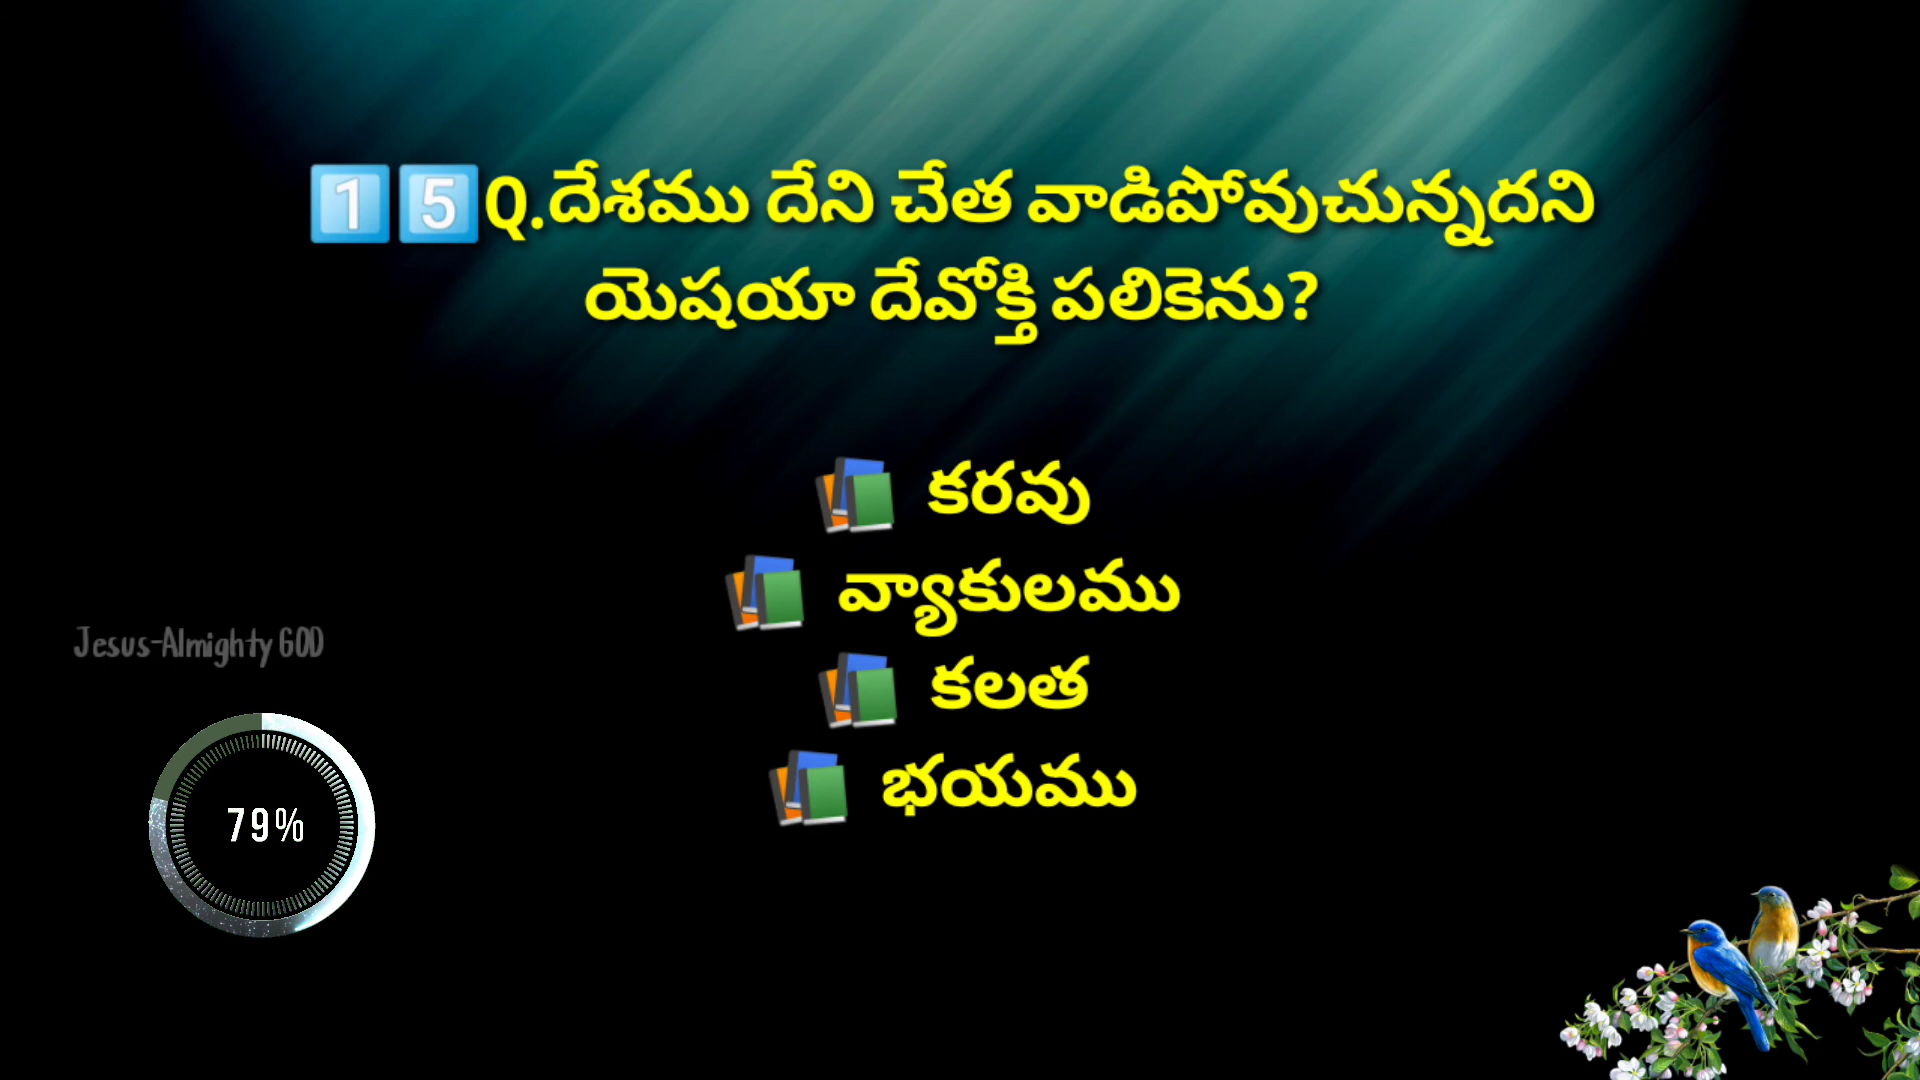 1️⃣5️⃣Q.దేశము దేని చేత వాడిపోవుచున్నదని
యెషయా దేవోక్తి పలికెను?
📚 కరవు
📚 వ్యాకులము
📚 కలత
📚 భయము
Jesus-Almighty GOD
79%